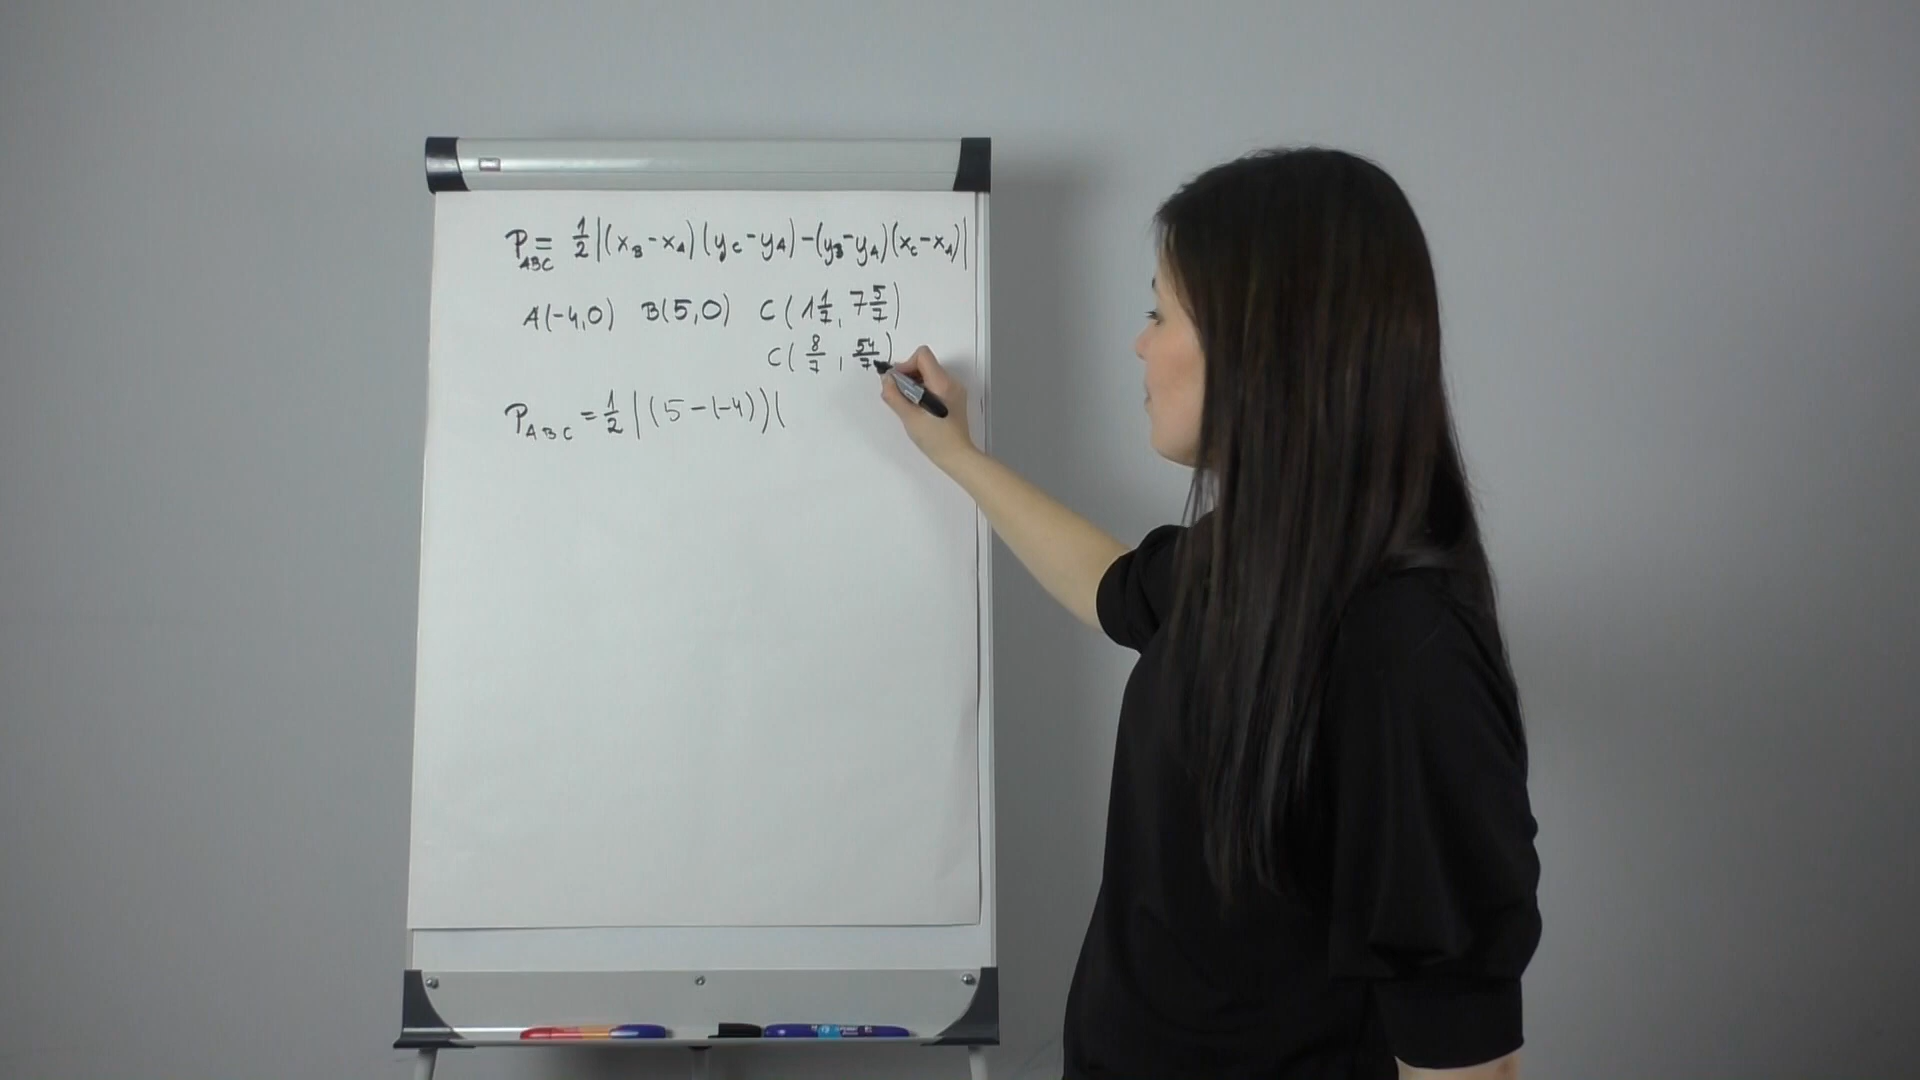 P_ABC = 1/2 |(x_B - x_A)(y_C - y_A) - (y_B - y_A)(x_C - x_A)|
A(-4,0) B(5,0) C(1 1/7, 7 5/7)
C(8/7, 54/7)
P_ABC = 1/2 |(5-(-4))(